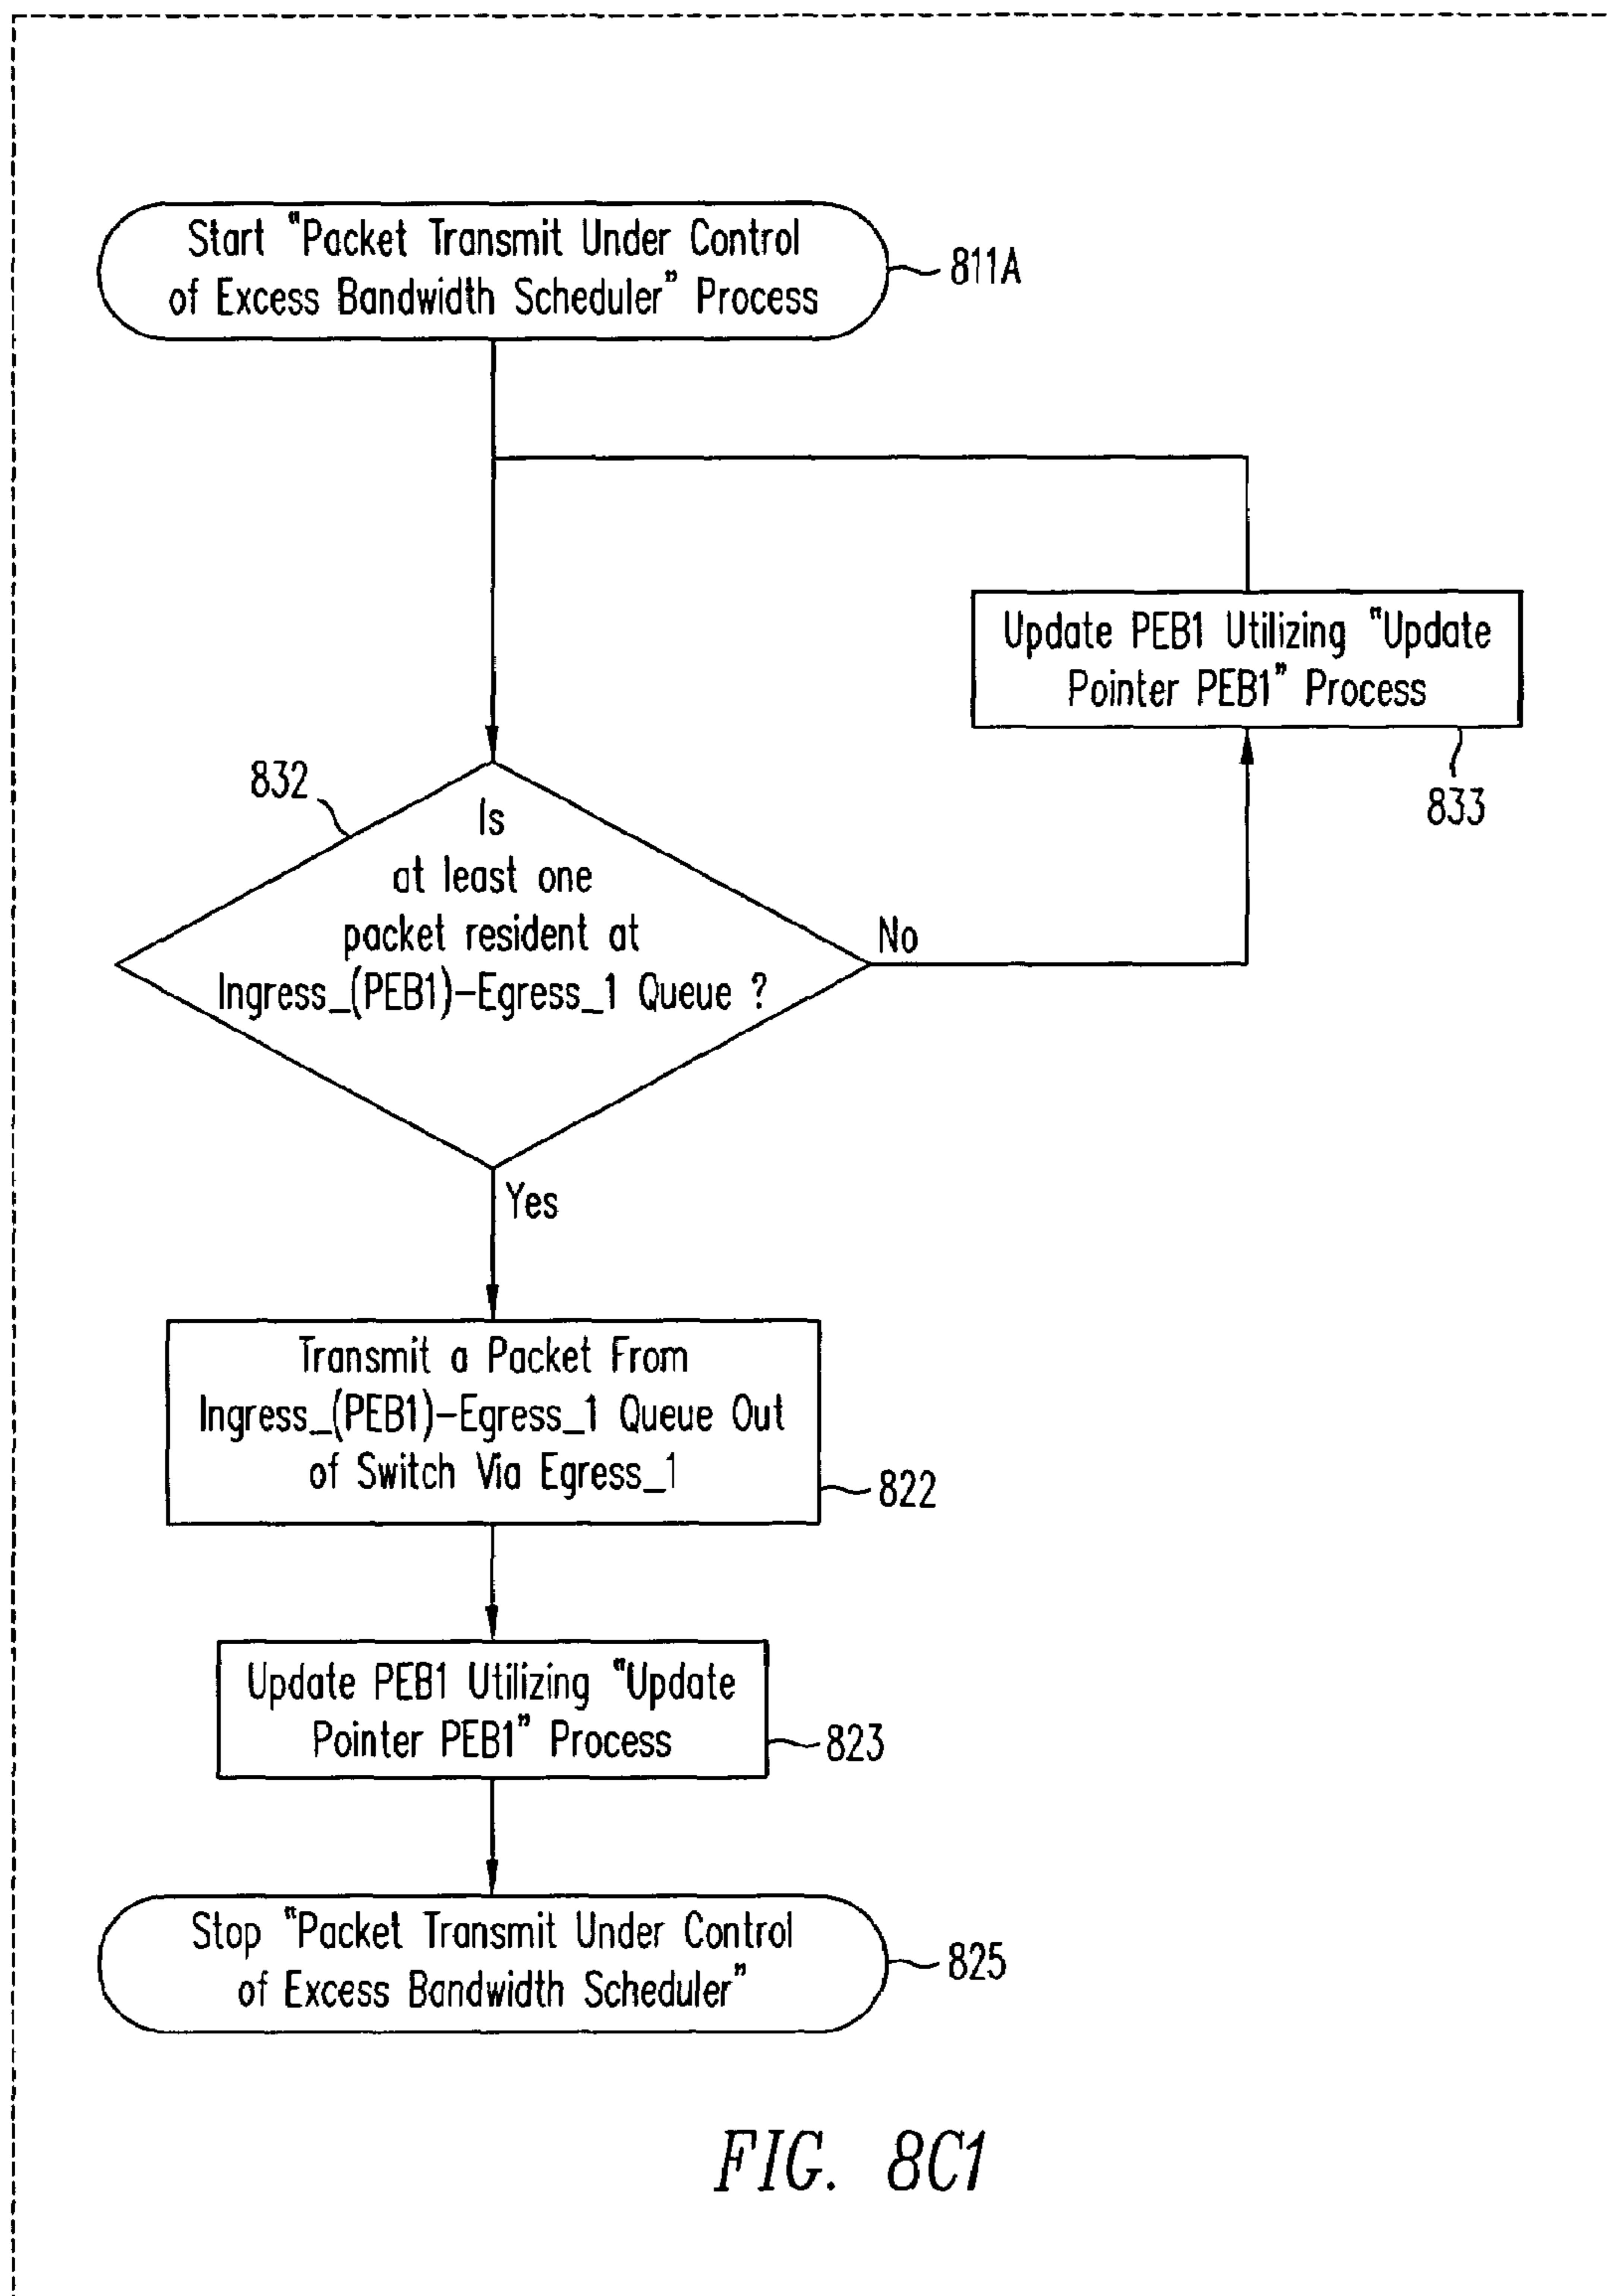 Start "Packet Transmit Under Control
of Excess Bandwidth Scheduler" Process
811A
Update PEB1 Utilizing "Update
Pointer PEB1" Process
833
832
Is
at least one
packet resident at
Ingress_(PEB1)-Egress_1 Queue ?
No
Yes
Transmit a Packet From
Ingress_(PEB1)-Egress_1 Queue Out
of Switch Via Egress_1
822
Update PEB1 Utilizing "Update
Pointer PEB1" Process
823
Stop "Packet Transmit Under Control
of Excess Bandwidth Scheduler"
825
FIG. 8C1